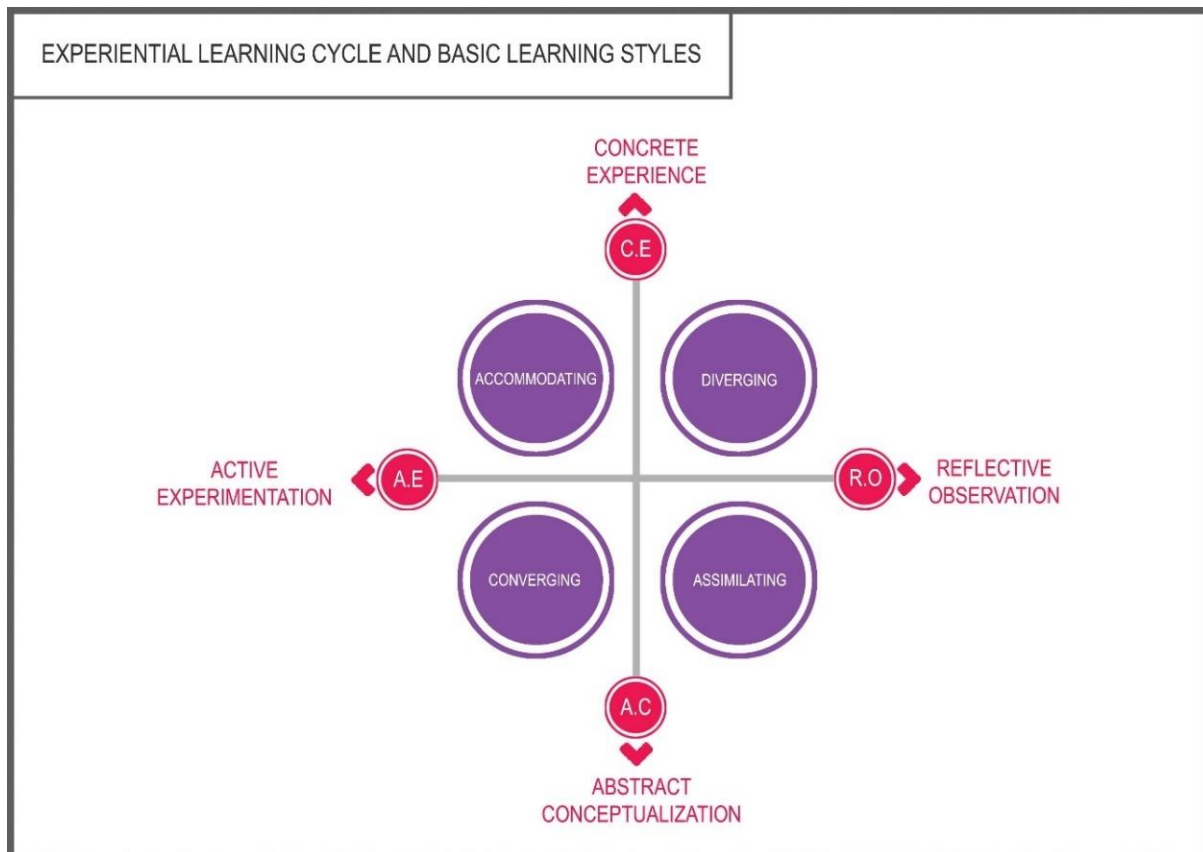 EXPERIENTIAL LEARNING CYCLE AND BASIC LEARNING STYLES
CONCRETE
EXPERIENCE
C.E
ACCOMMODATING
DIVERGING
ACTIVE
EXPERIMENTATION
A.E
R.O
REFLECTIVE
OBSERVATION
CONVERGING
ASSIMILATING
A.C
ABSTRACT
CONCEPTUALIZATION